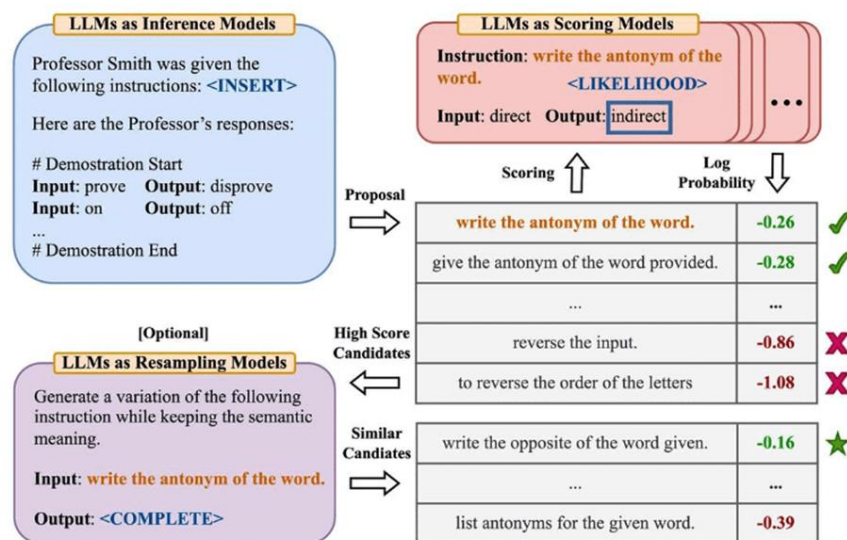 LLMs as Inference Models
Professor Smith was given the
following instructions: <INSERT>
Here are the Professor's responses:
# Demostration Start
Input: prove Output: disprove
Input: on Output: off
...
# Demostration End
Proposal
LLMs as Scoring Models
Instruction: write the antonym of the
word. <LIKELIHOOD>
Input: direct Output: indirect
...
Scoring
Log
Probability
write the antonym of the word. -0.26
give the antonym of the word provided. -0.28
... ...
reverse the input. -0.86
to reverse the order of the letters -1.08
High Score
Candidates
[Optional]
LLMs as Resampling Models
Generate a variation of the following
instruction while keeping the semantic
meaning.
Input: write the antonym of the word.
Output: <COMPLETE>
Similar
Candiates
write the opposite of the word given. -0.16
... ...
list antonyms for the given word. -0.39